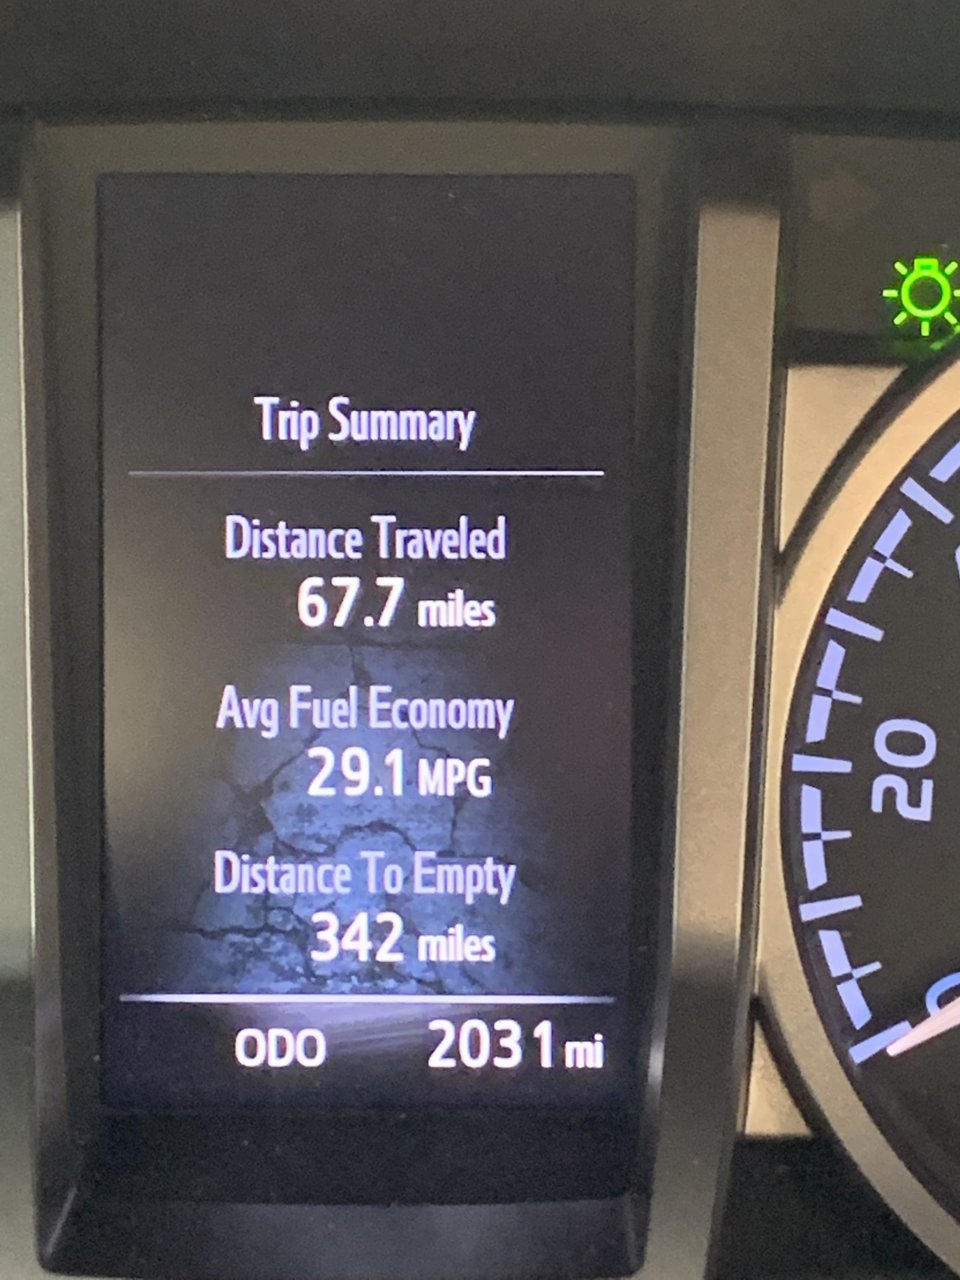 Trip Summary
Distance Traveled
67.7 miles
Avg Fuel Economy
29.1 MPG
Distance To Empty
342 miles
ODO 2031 mi
20
0